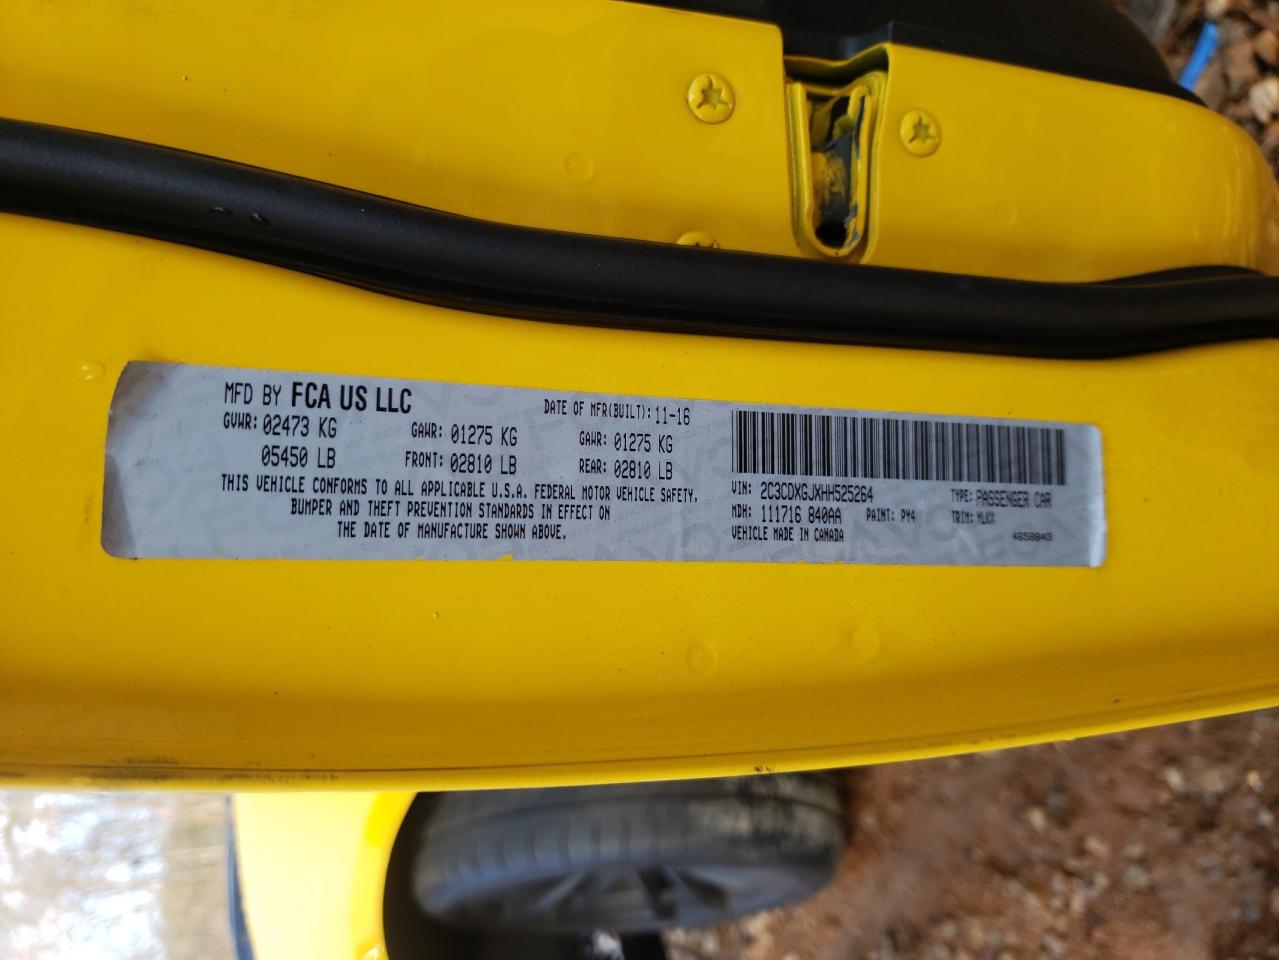 MFD BY FCA US LLC
DATE OF MFR(BUILT): 11-16
GVWR: 02473 KG
GAWR: 01275 KG
GAWR: 01275 KG
05450 LB
FRONT: 02810 LB
REAR: 02810 LB
THIS VEHICLE CONFORMS TO ALL APPLICABLE U.S.A. FEDERAL MOTOR VEHICLE SAFETY,
BUMPER AND THEFT PREVENTION STANDARDS IN EFFECT ON
THE DATE OF MANUFACTURE SHOWN ABOVE.
VIN: 2C3CDXGJXHH525264
TYPE: PASSENGER CAR
MDH: 111716 840AA
PAINT: PY4
TRIM: YLKX
VEHICLE MADE IN CANADA
4658843